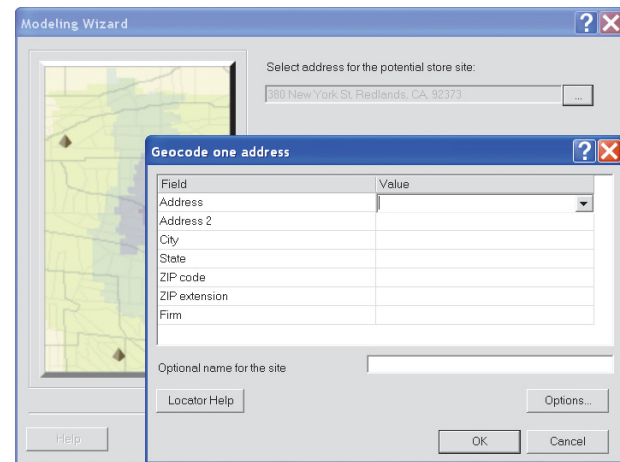 Modeling Wizard
Select address for the potential store site:
380 New York St. Redlands, CA. 92373
...
Geocode one address
Field Value
Address
Address 2
City
State
ZIP code
ZIP extension
Firm
Optional name for the site
Locator Help Options...
Help
OK Cancel